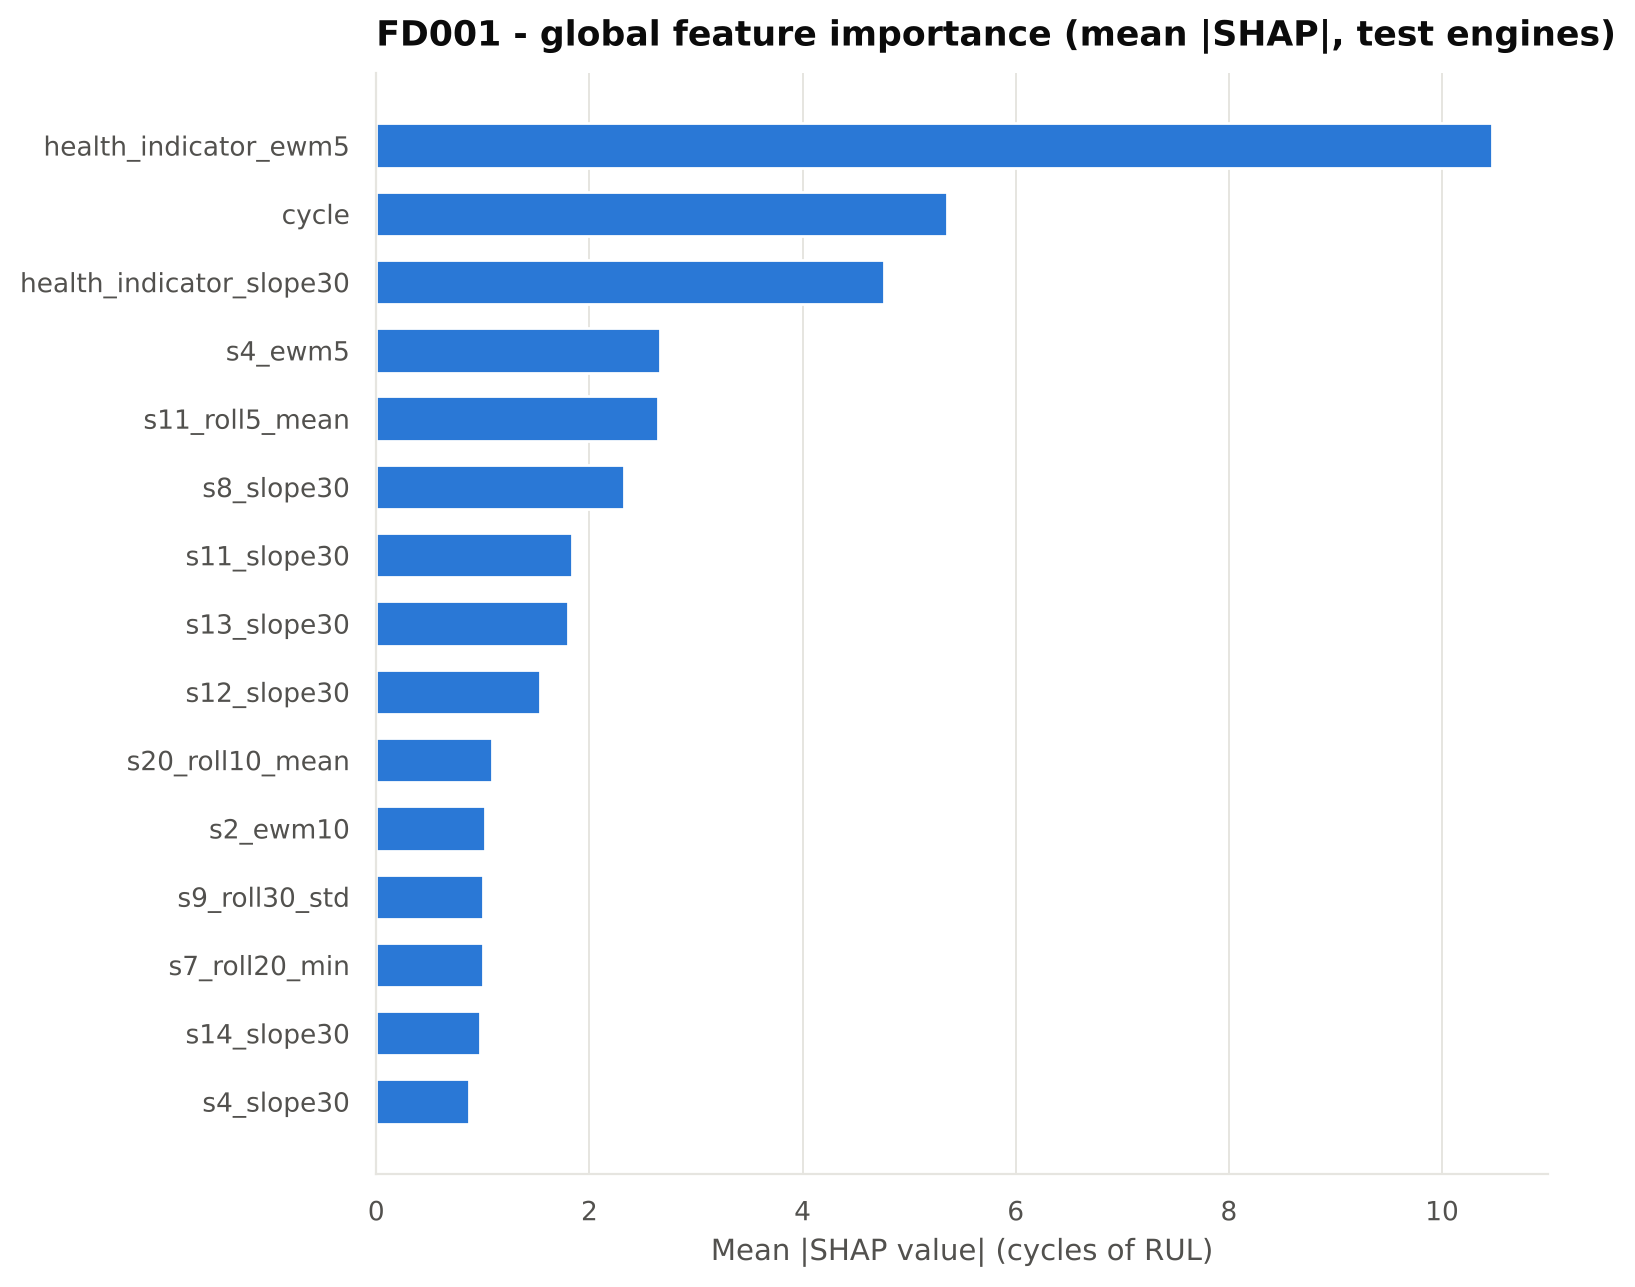 FD001 - global feature importance (mean |SHAP|, test engines)
health_indicator_ewm5
cycle
health_indicator_slope30
s4_ewm5
s11_roll5_mean
s8_slope30
s11_slope30
s13_slope30
s12_slope30
s20_roll10_mean
s2_ewm10
s9_roll30_std
s7_roll20_min
s14_slope30
s4_slope30
0 2 4 6 8 10
Mean |SHAP value| (cycles of RUL)